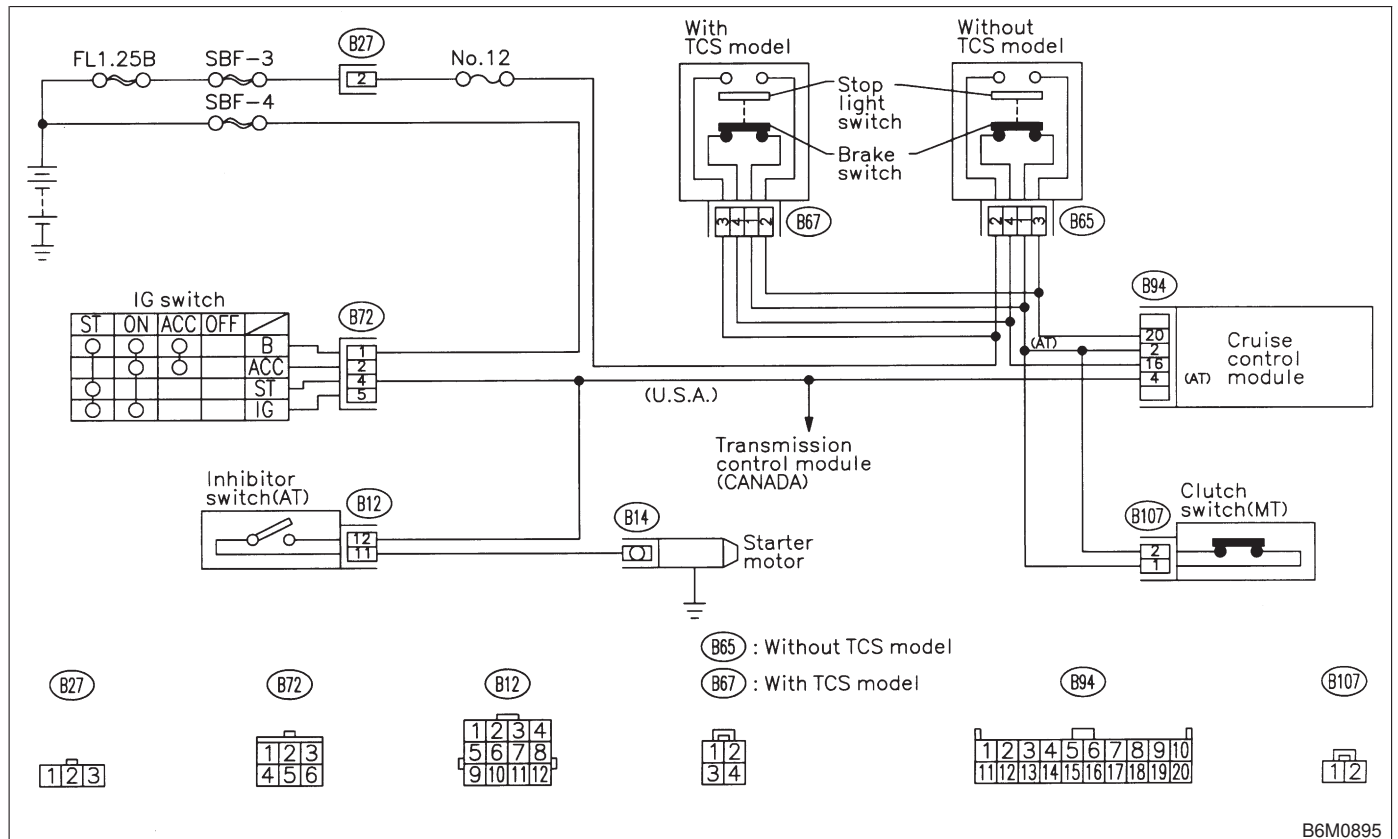 FL1.25B
SBF-3
B27
2
No.12
SBF-4
With
TCS model
Without
TCS model
Stop
light
switch
Brake
switch
3 4 1 2
B67
2 4 1 3
B65
IG switch
ST ON ACC OFF
B
ACC
ST
IG
B72
1
2
4
5
B94
20
2
16
4
(AT)
(AT)
Cruise
control
module
(U.S.A.)
Transmission
control module
(CANADA)
Inhibitor
switch(AT)
B12
12
11
B14
Starter
motor
Clutch
switch(MT)
B107
2
1
B65 : Without TCS model
B67 : With TCS model
B27
1 2 3
B72
1 2 3
4 5 6
B12
1 2 3 4
5 6 7 8
9 10 11 12
1 2
3 4
B94
1 2 3 4 5 6 7 8 9 10
11 12 13 14 15 16 17 18 19 20
B107
1 2
B6M0895